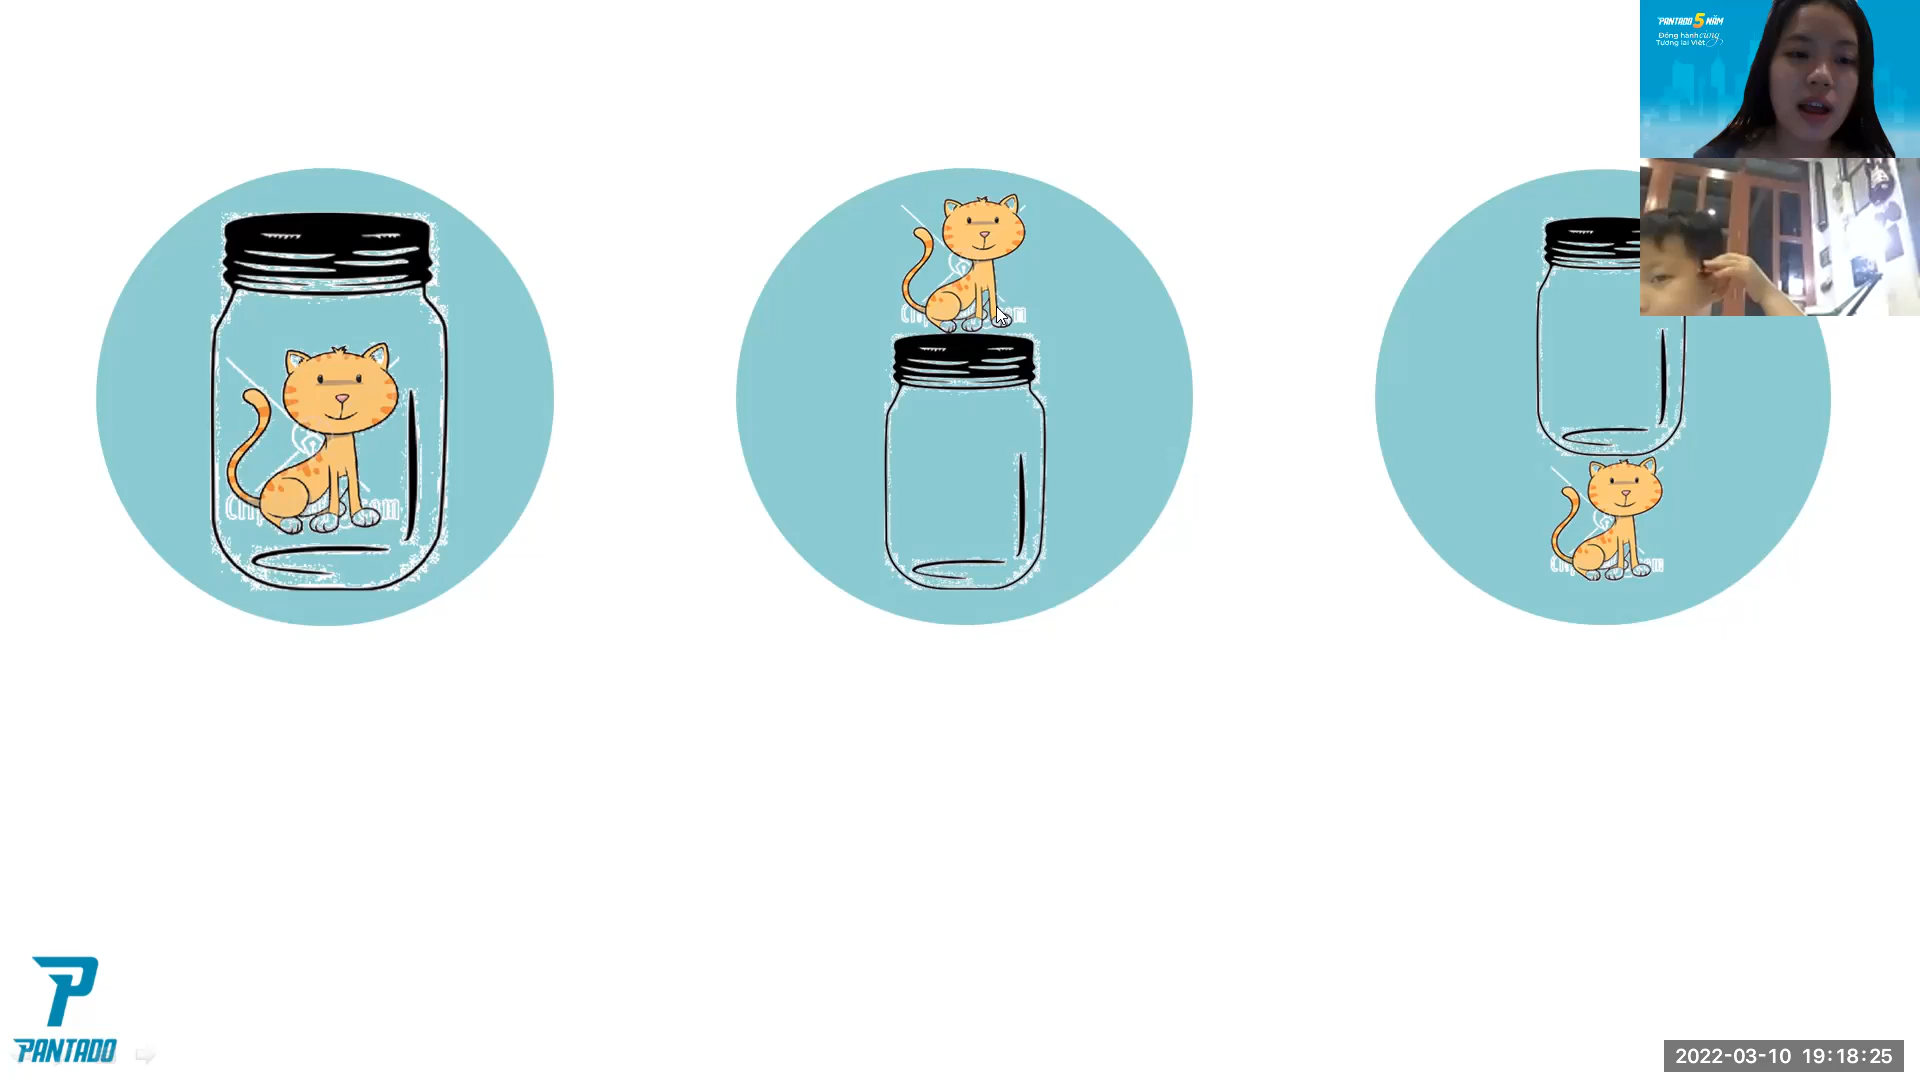 PANTADO 5 NĂM
Đồng hành cùng
Tương lai Việt
PANTADO
2022-03-10 19:18:25